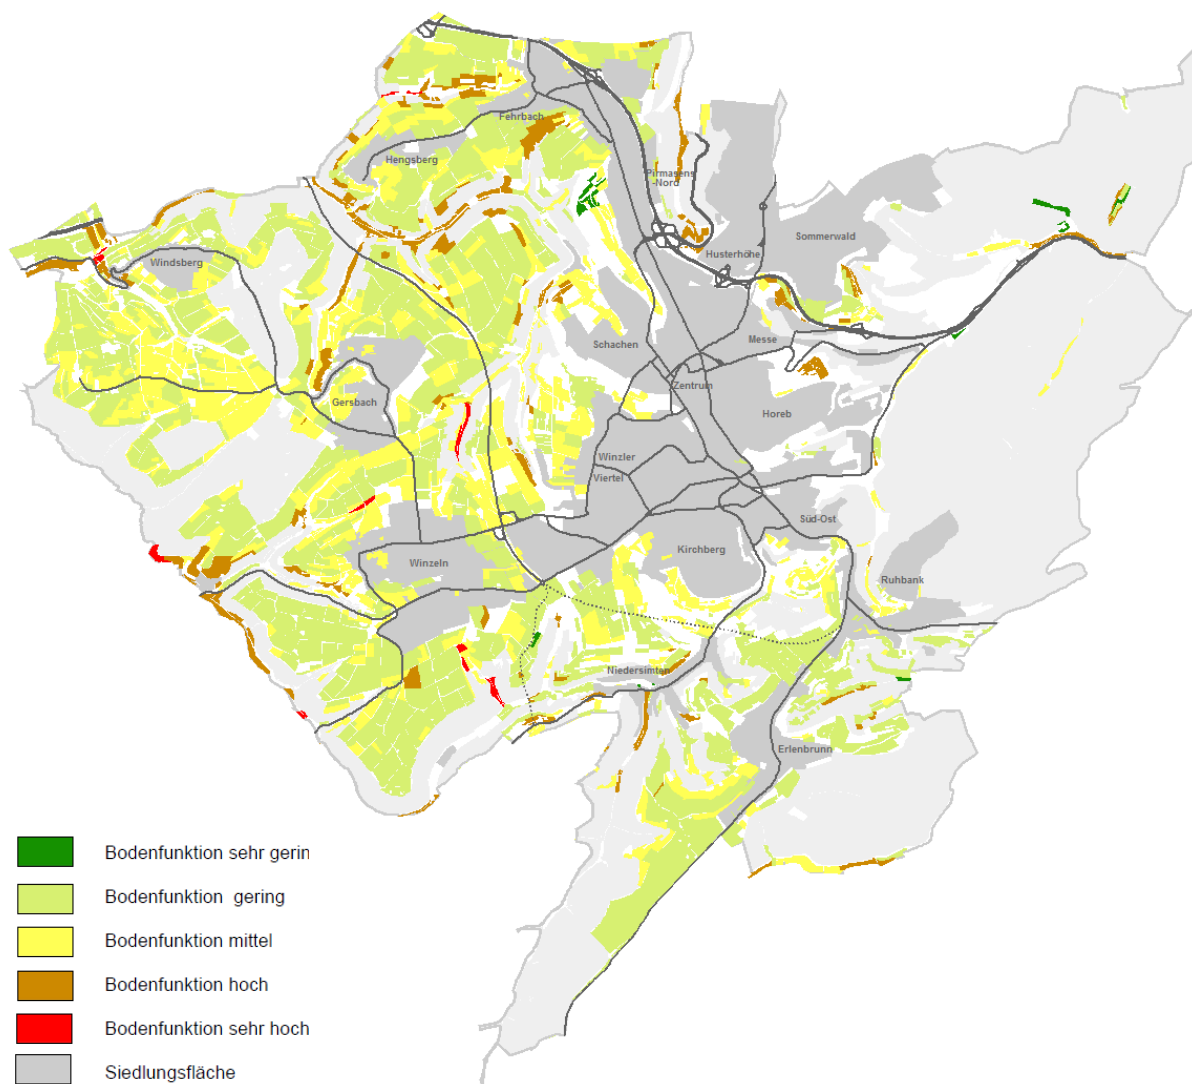 Fehrbach
Hengsberg
Pirmasens
-Nord
Sommerwald
Husterhöhe
Windsberg
Schachen
Messe
Zentrum
Gersbach
Horeb
Winzler
Viertel
Süd-Ost
Kirchberg
Winzeln
Ruhbank
Niedersimten
Erlenbrunn
Bodenfunktion sehr gerin
Bodenfunktion gering
Bodenfunktion mittel
Bodenfunktion hoch
Bodenfunktion sehr hoch
Siedlungsfläche